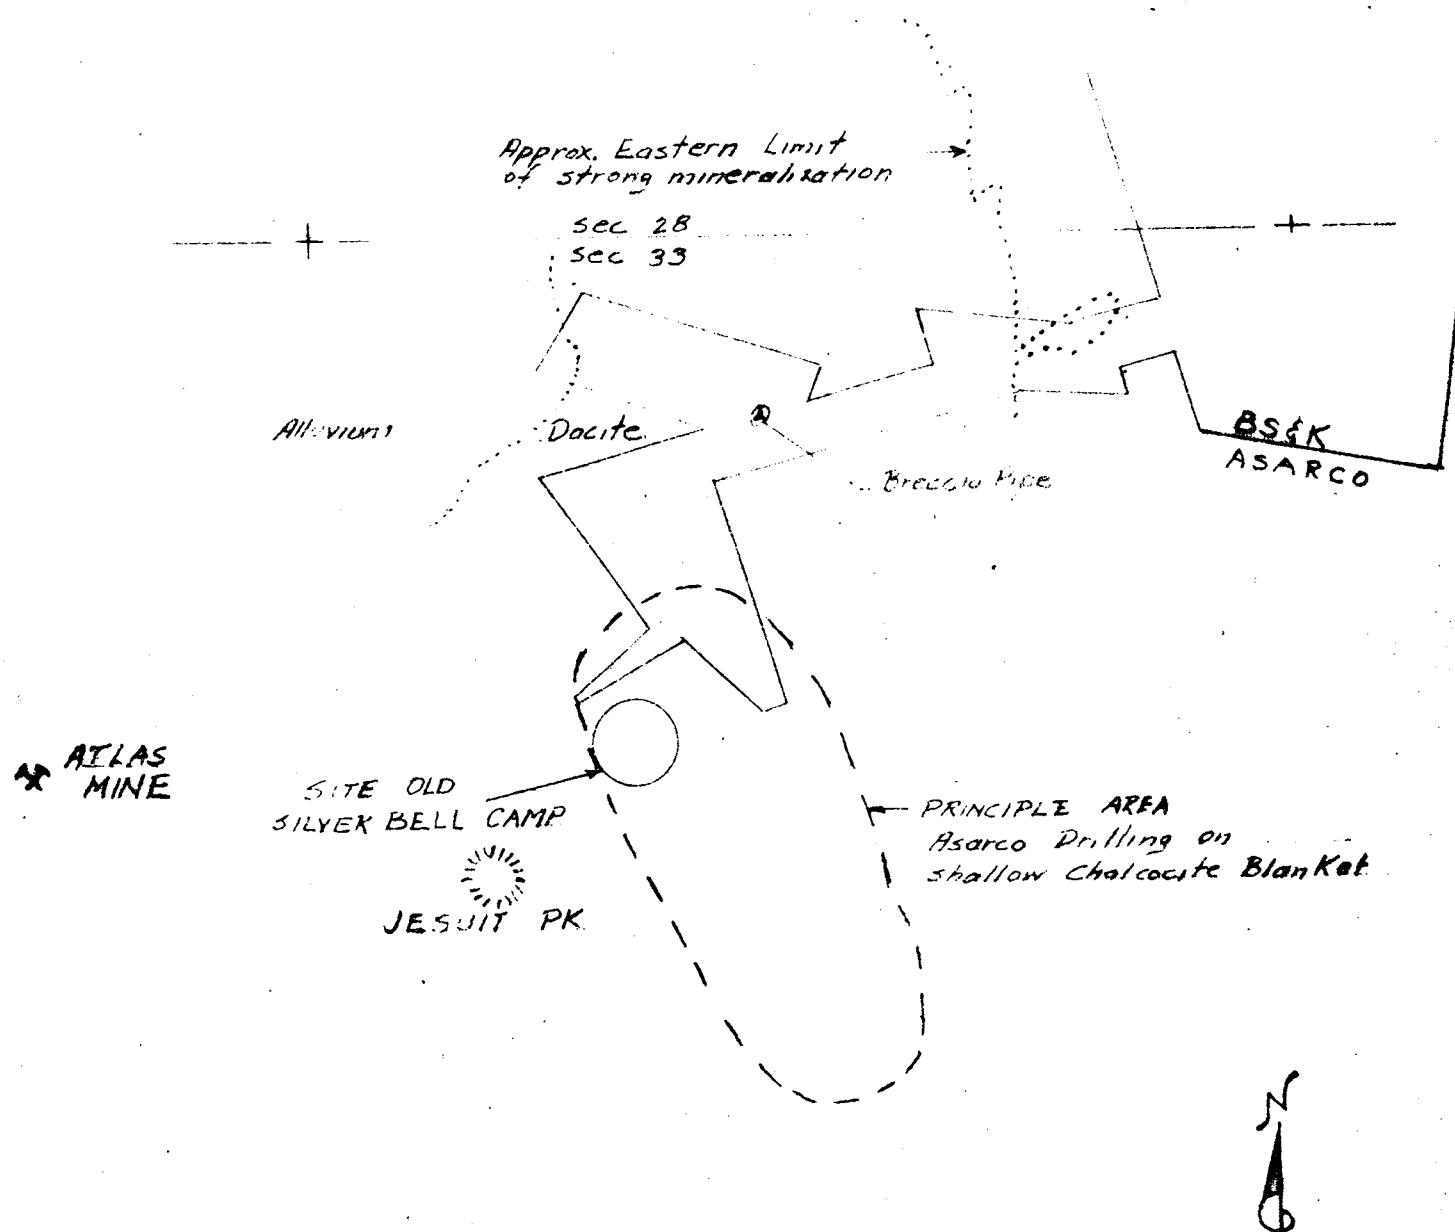 Approx. Eastern Limit
of strong mineralization
sec 28
sec 33
Alluvium
Dacite
BS&K
ASARCO
Breccia Pipe
ATLAS
MINE
SITE OLD
SILVER BELL CAMP
JESUIT PK.
PRINCIPLE AREA
Asarco Drilling on
shallow Chalcocite Blanket
N